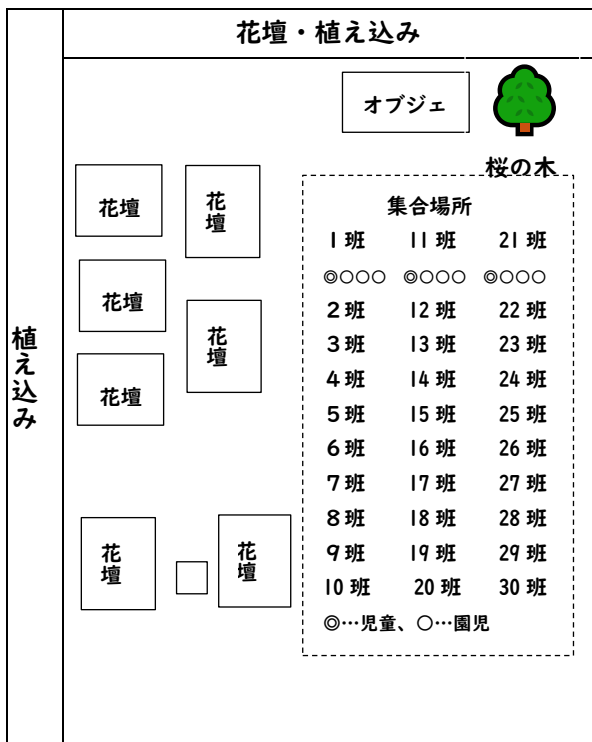 花壇・植え込み
オブジェ
桜の木
植え込み
花壇
花壇
花壇
花壇
花壇
花壇
花壇
集合場所
1班 11班 21班
◎○○○ ◎○○○ ◎○○○
2班 12班 22班
3班 13班 23班
4班 14班 24班
5班 15班 25班
6班 16班 26班
7班 17班 27班
8班 18班 28班
9班 19班 29班
10班 20班 30班
◎…児童、○…園児